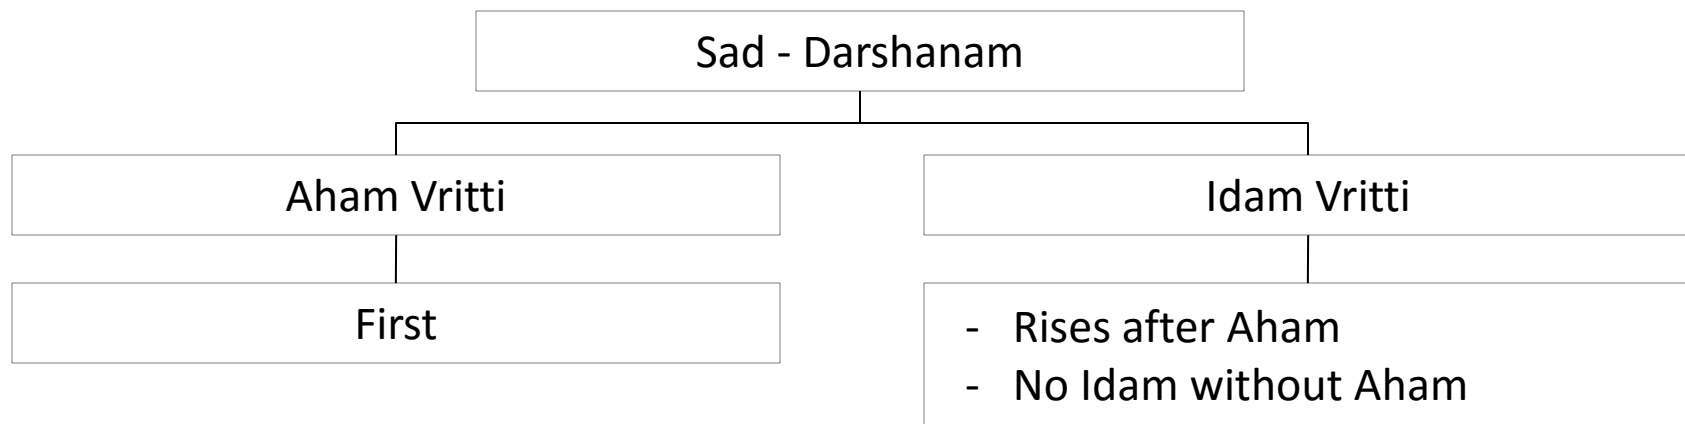 Sad - Darshanam
Aham Vritti
Idam Vritti
First
- Rises after Aham
- No Idam without Aham